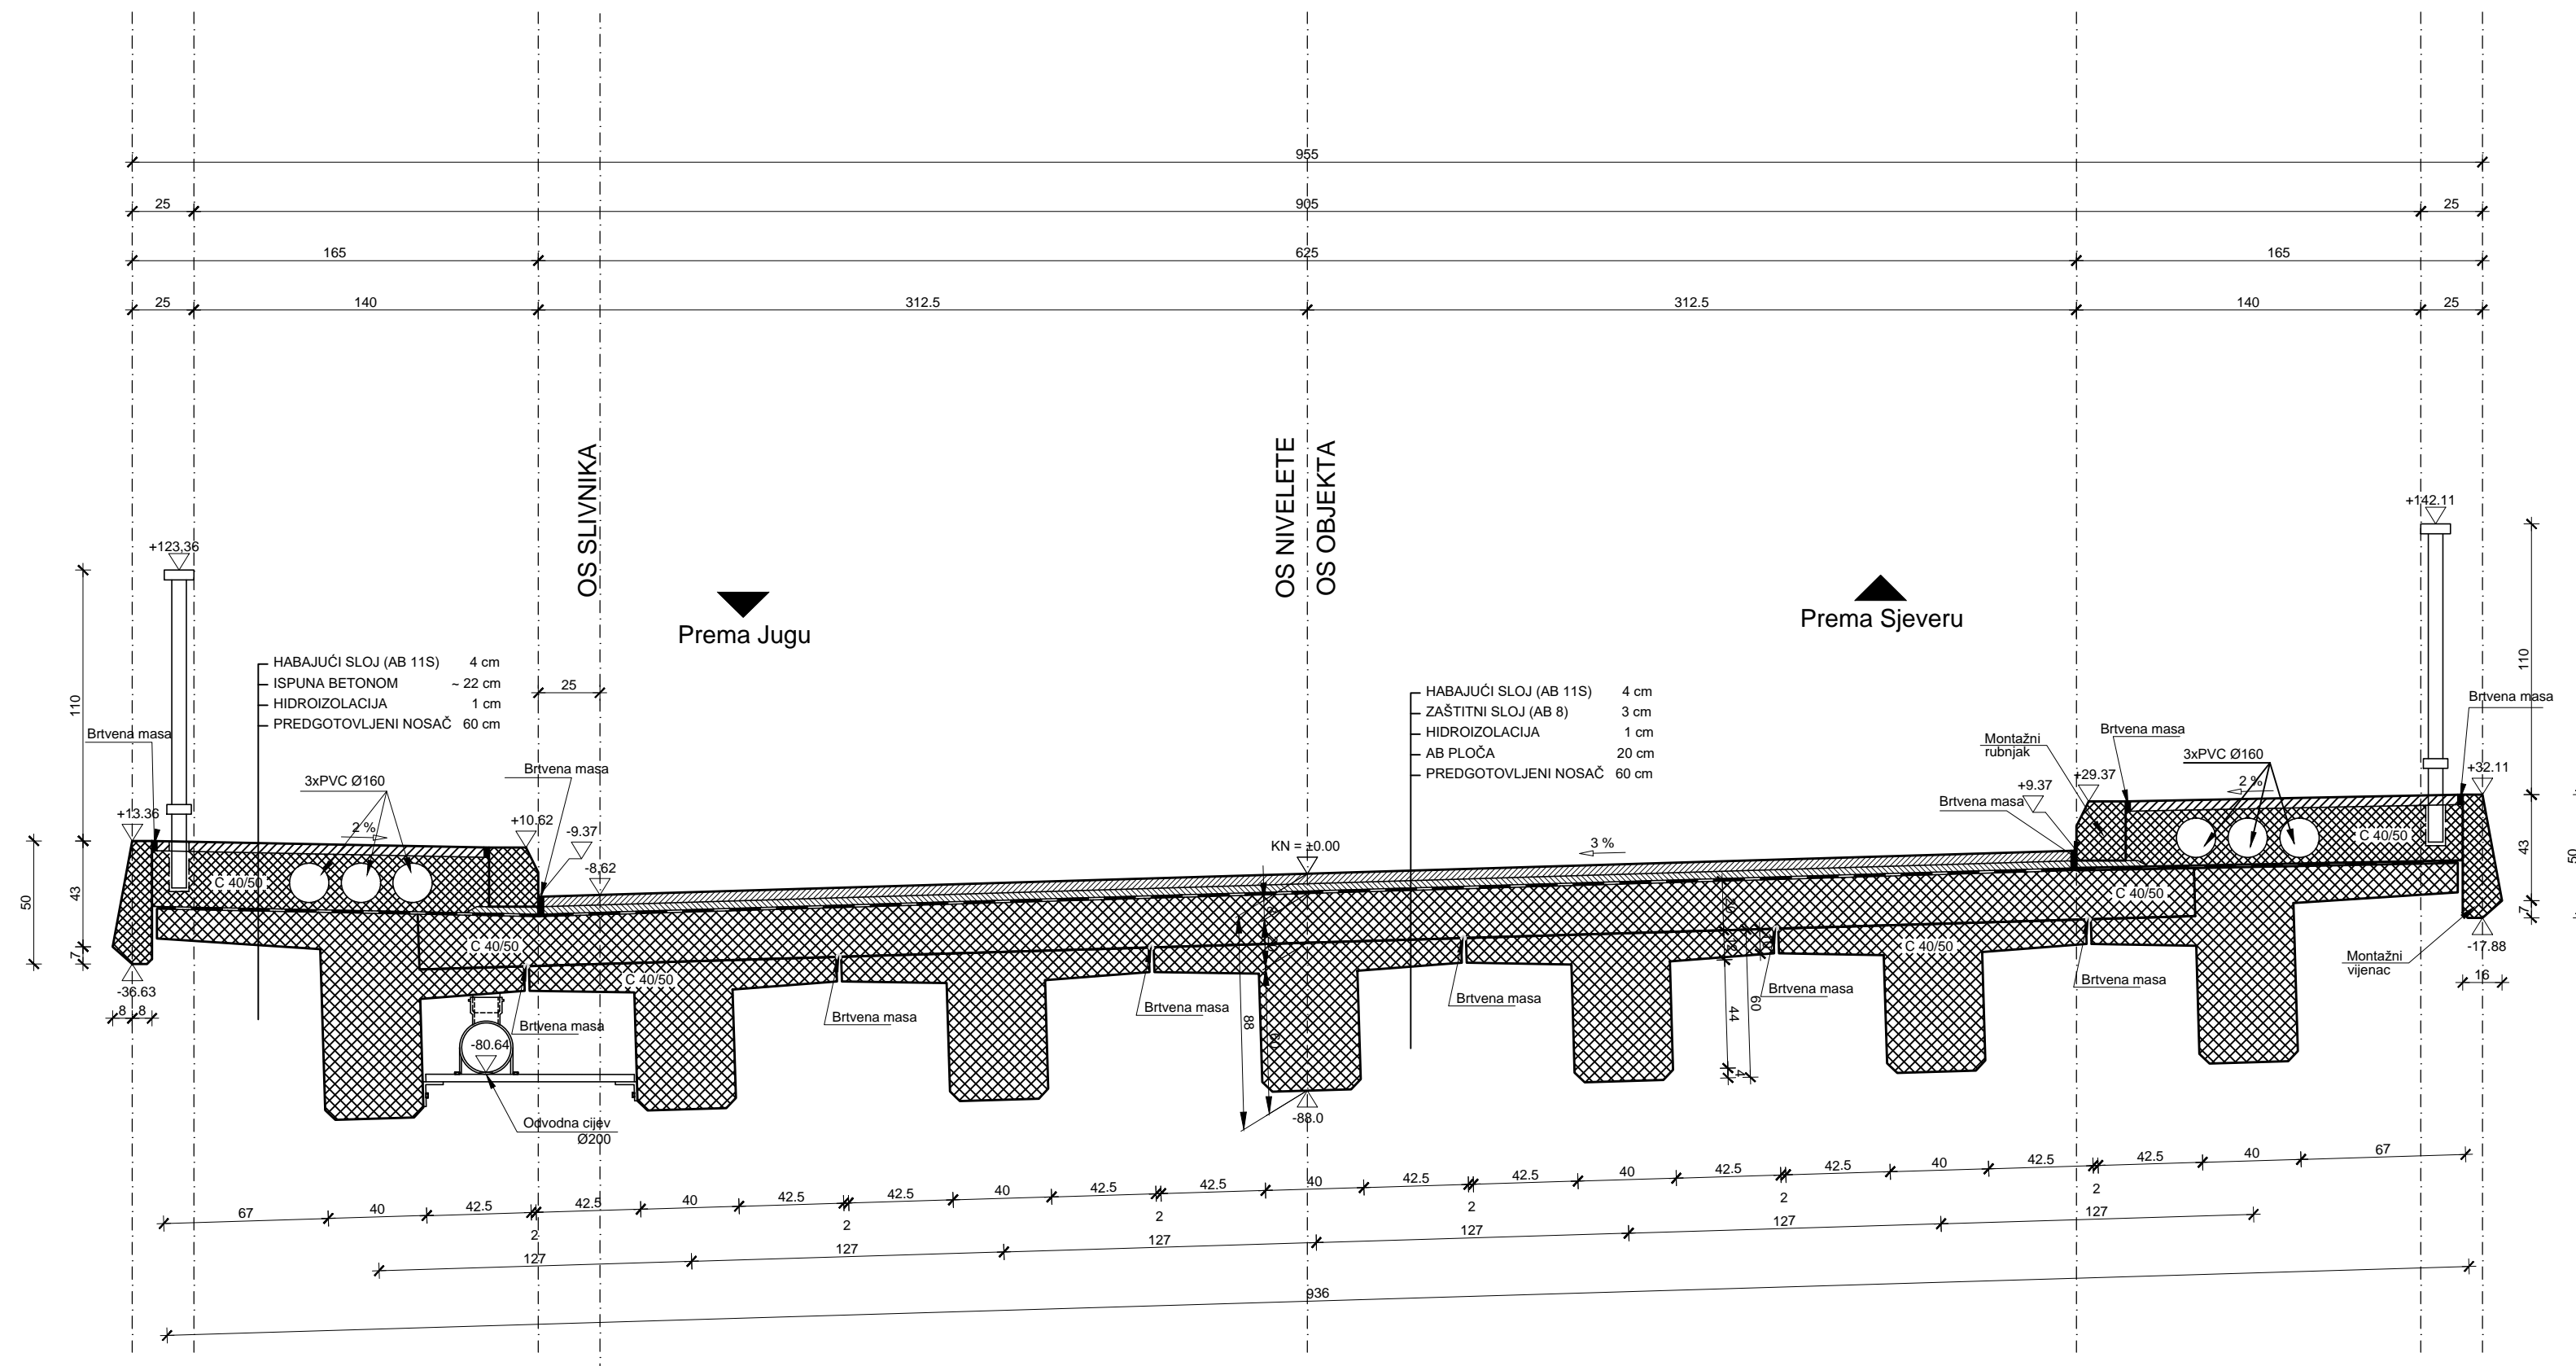 955
25
905
25
165
625
165
25
140
312.5
312.5
140
25
OS SLIVNIKA
OS NIVELETE
OS OBJEKTA
+142.11
+123,36
Prema Jugu
Prema Sjeveru
110
110
HABAJUĆI SLOJ (AB 11S) 4 cm
ISPUNA BETONOM ~ 22 cm
HIDROIZOLACIJA 1 cm
PREDGOTOVLJENI NOSAČ 60 cm
25
HABAJUĆI SLOJ (AB 11S) 4 cm
ZAŠTITNI SLOJ (AB 8) 3 cm
HIDROIZOLACIJA 1 cm
AB PLOČA 20 cm
PREDGOTOVLJENI NOSAČ 60 cm
Brtvena masa
Brtvena masa
Brtvena masa
Brtvena masa
Montažni
rubnjak
3xPVC Ø160
3xPVC Ø160
+29.37
+9.37
2 %
+32.11
Brtvena masa
+13.36
2 %
+10.62
-9.37
-8.62
KN = ±0.00
3 %
C 40/50
C 40/50
C 40/50
C 40/50
C 40/50
C 40/50
50
43
7
43
7
50
-36.63
8
8
-17.88
16
Montažni
vijenac
Brtvena masa
Brtvena masa
Brtvena masa
Brtvena masa
Brtvena masa
Brtvena masa
88
60
20
12
44
4
60
-80.64
-88.0
Odvodna cijev
Ø200
67
40
42.5
2
42.5
40
42.5
2
42.5
40
42.5
2
42.5
40
42.5
2
42.5
40
42.5
2
42.5
40
42.5
2
42.5
40
67
127
127
127
127
127
127
936